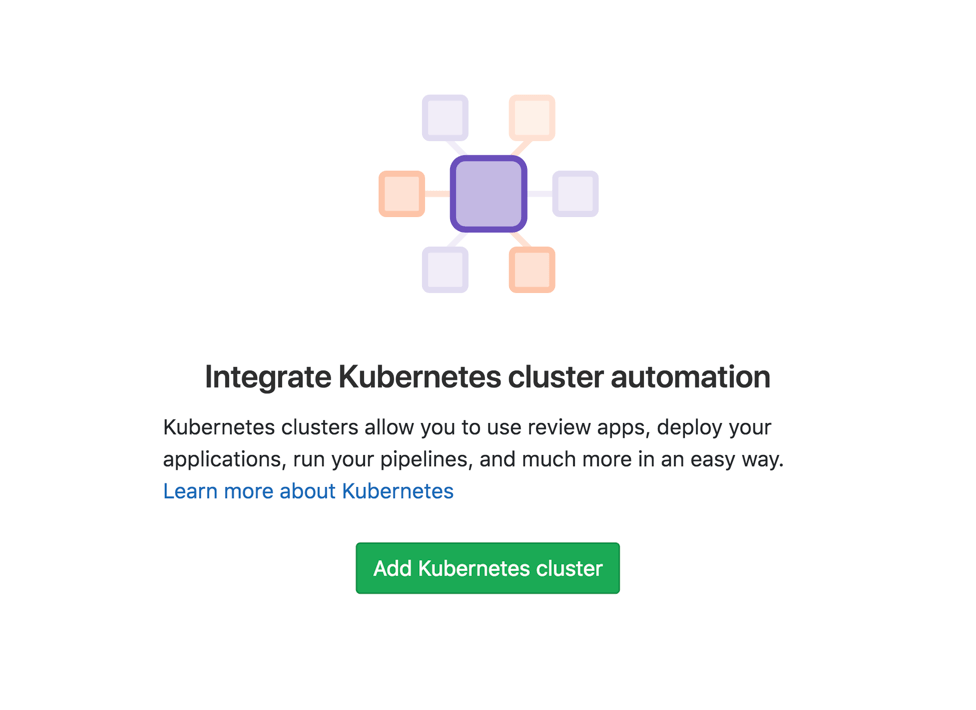 Integrate Kubernetes cluster automation
Kubernetes clusters allow you to use review apps, deploy your
applications, run your pipelines, and much more in an easy way.
Learn more about Kubernetes
Add Kubernetes cluster